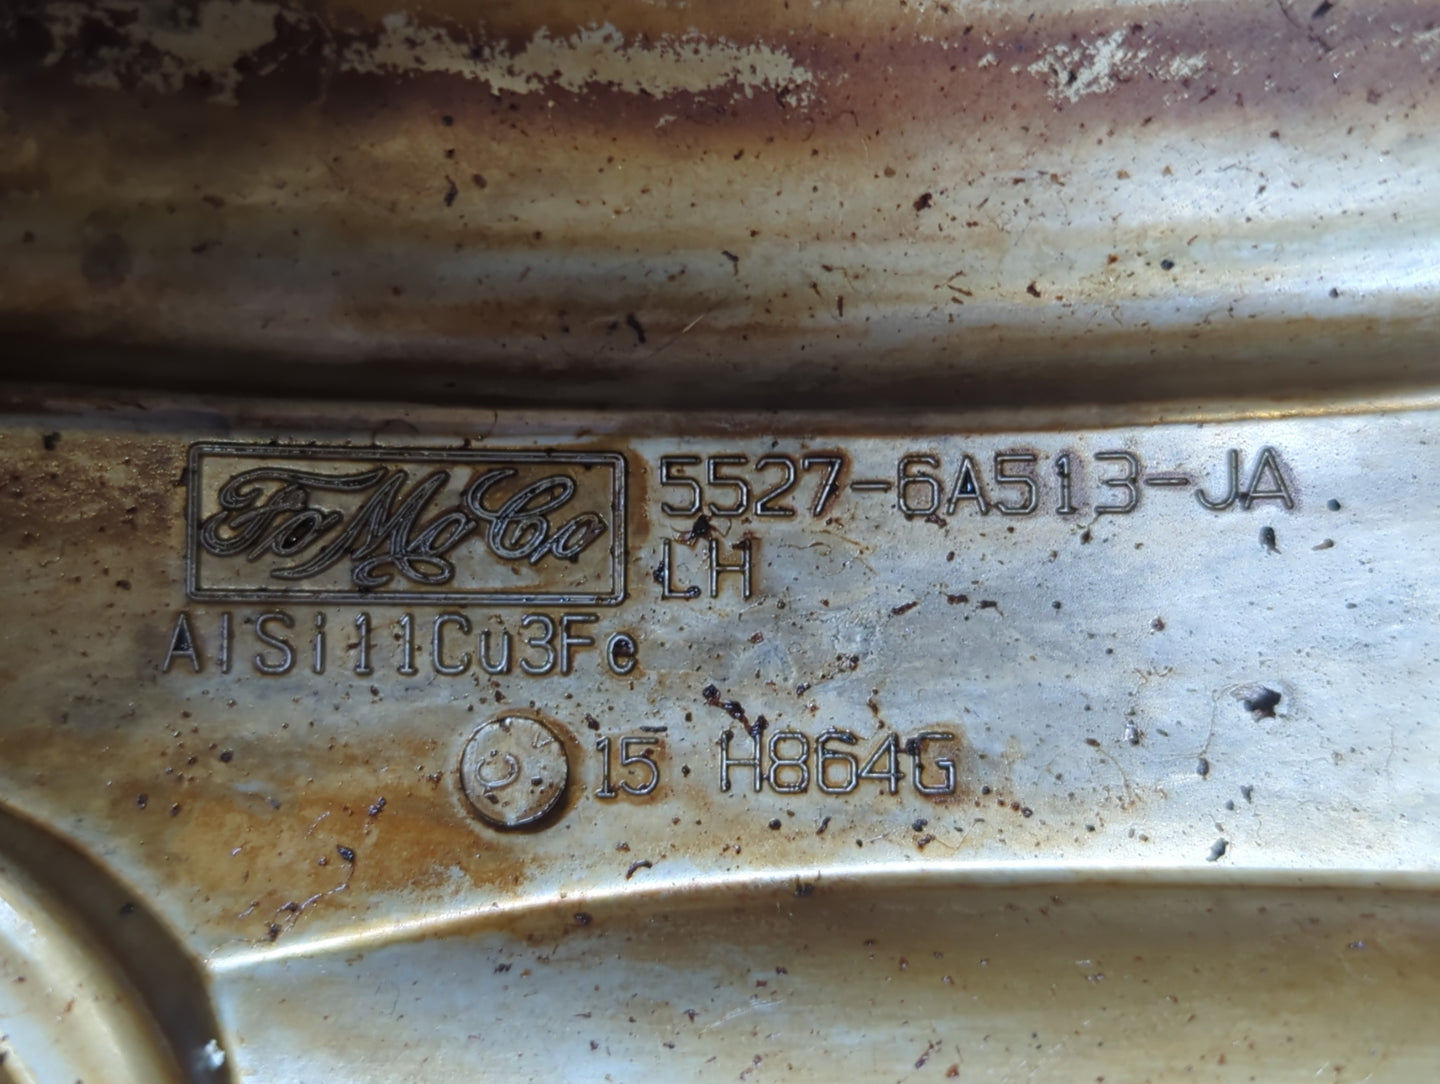 FoMoCo 5527-6A513-JA
LH
AlSi11Cu3Fe
C 15 H864G